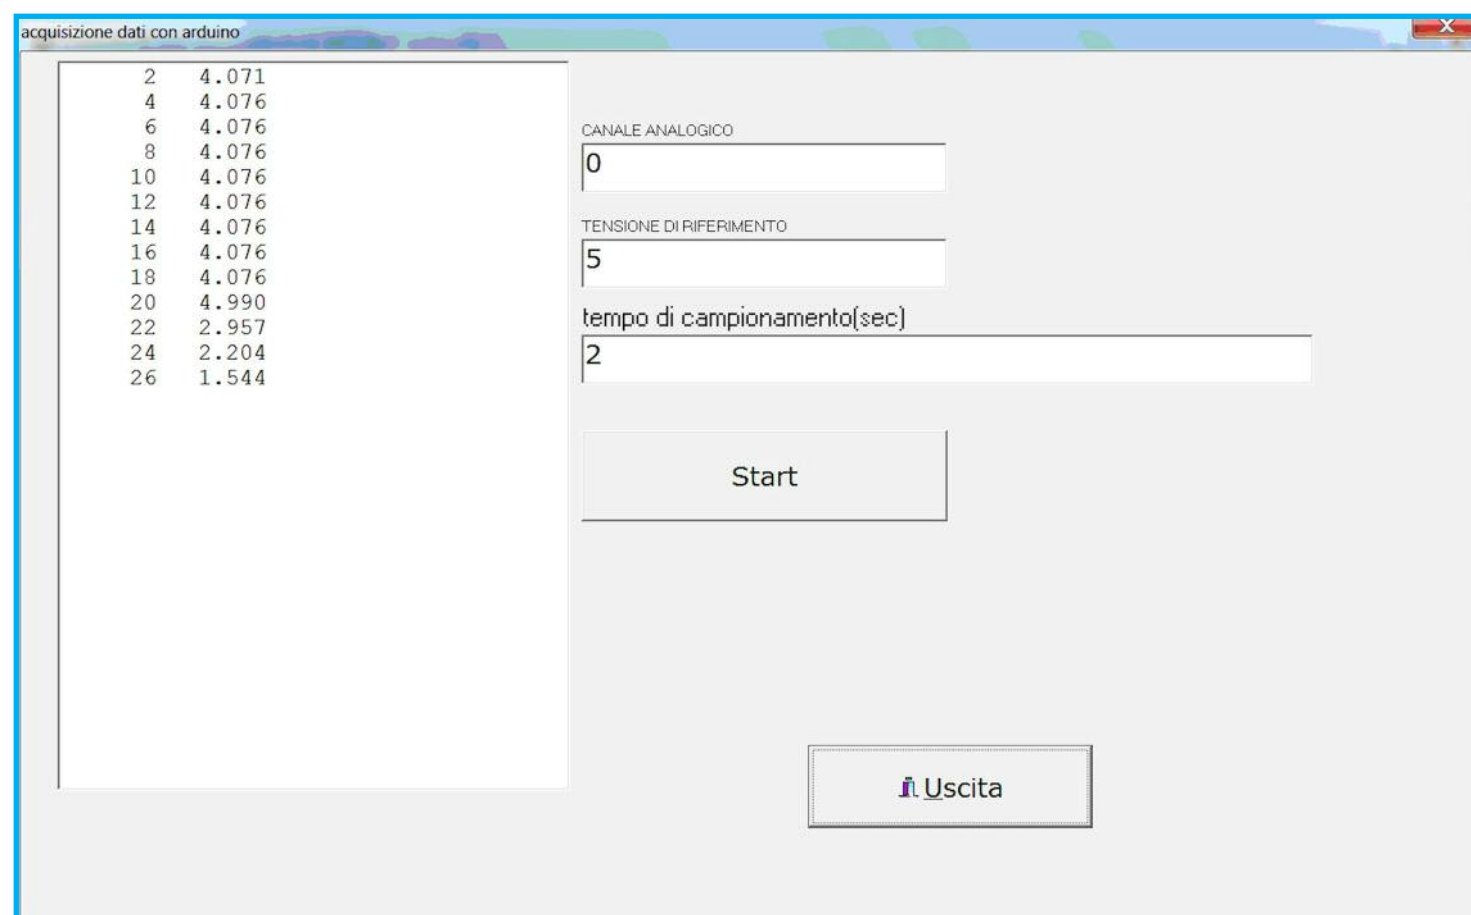 acquisizione dati con arduino
2 4.071
4 4.076
6 4.076
8 4.076
10 4.076
12 4.076
14 4.076
16 4.076
18 4.076
20 4.990
22 2.957
24 2.204
26 1.544
CANALE ANALOGICO
0
TENSIONE DI RIFERIMENTO
5
tempo di campionamento(sec)
2
Start
Uscita